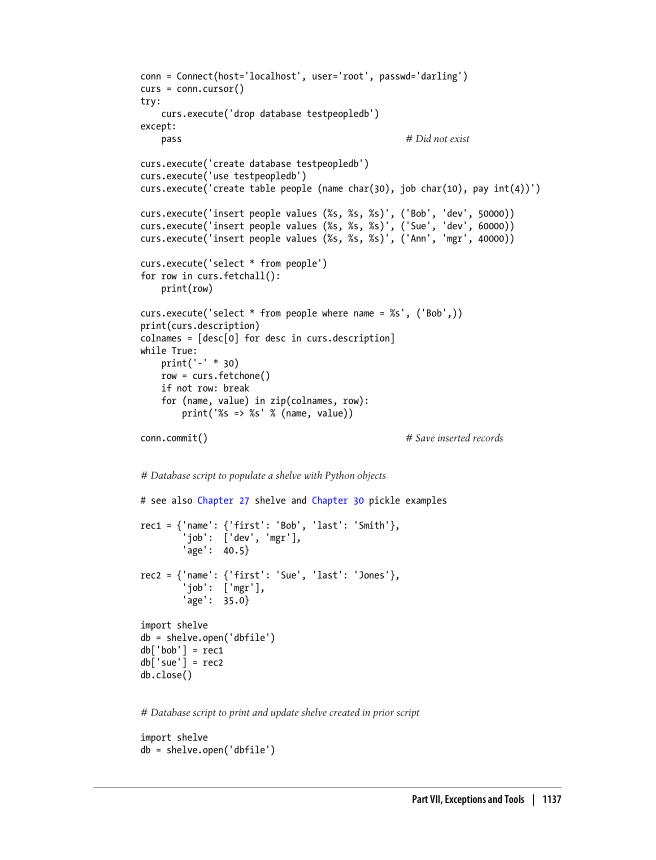 conn = Connect(host='localhost', user='root', passwd='darling')
curs = conn.cursor()
try:
    curs.execute('drop database testpeopledb')
except:
    pass                                           # Did not exist

curs.execute('create database testpeopledb')
curs.execute('use testpeopledb')
curs.execute('create table people (name char(30), job char(10), pay int(4))')

curs.execute('insert people values (%s, %s, %s)', ('Bob', 'dev', 50000))
curs.execute('insert people values (%s, %s, %s)', ('Sue', 'dev', 60000))
curs.execute('insert people values (%s, %s, %s)', ('Ann', 'mgr', 40000))

curs.execute('select * from people')
for row in curs.fetchall():
    print(row)

curs.execute('select * from people where name = %s', ('Bob',))
print(curs.description)
colnames = [desc[0] for desc in curs.description]
while True:
    print('-' * 30)
    row = curs.fetchone()
    if not row: break
    for (name, value) in zip(colnames, row):
        print('%s => %s' % (name, value))

conn.commit()                                      # Save inserted records

# Database script to populate a shelve with Python objects

# see also Chapter 27 shelve and Chapter 30 pickle examples

rec1 = {'name': {'first': 'Bob', 'last': 'Smith'},
        'job':  ['dev', 'mgr'],
        'age':  40.5}

rec2 = {'name': {'first': 'Sue', 'last': 'Jones'},
        'job':  ['mgr'],
        'age':  35.0}

import shelve
db = shelve.open('dbfile')
db['bob'] = rec1
db['sue'] = rec2
db.close()

# Database script to print and update shelve created in prior script

import shelve
db = shelve.open('dbfile')

Part VII, Exceptions and Tools | 1137